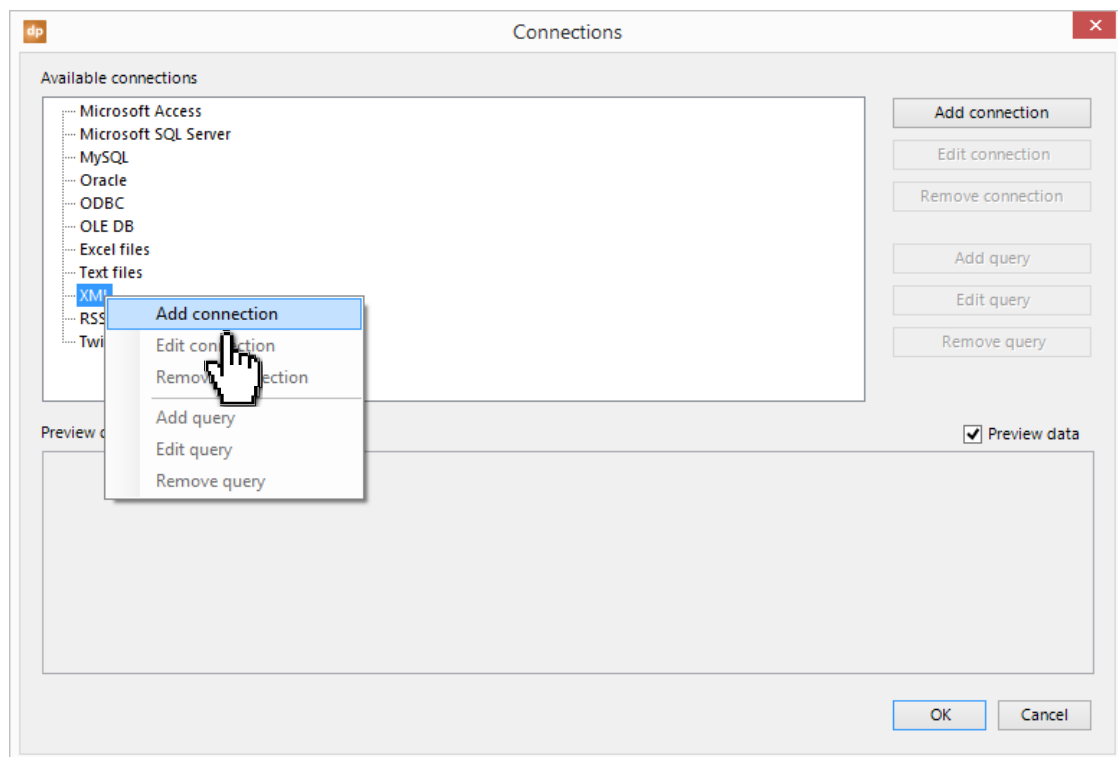 dp
Connections
Available connections
Microsoft Access
Microsoft SQL Server
MySQL
Oracle
ODBC
OLE DB
Excel files
Text files
XML
RSS
Add connection
Edit connection
Remove connection
Add query
Edit query
Remove query
Add connection
Edit connection
Remove connection
Add query
Edit query
Remove query
Preview
Preview data
OK
Cancel